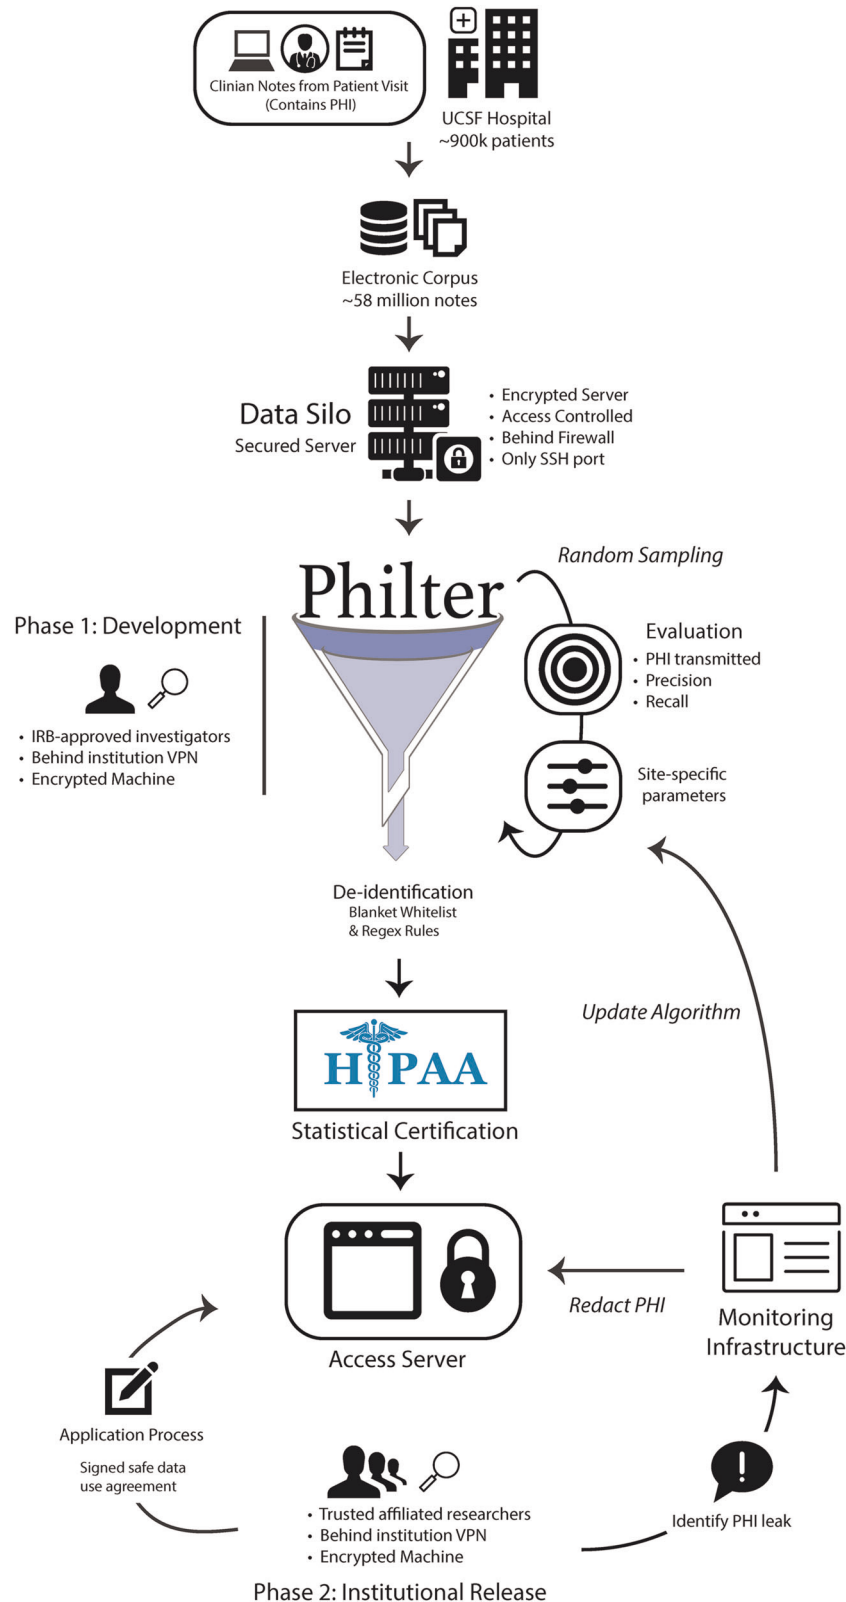 Clinian Notes from Patient Visit
(Contains PHI)
UCSF Hospital
~900k patients
Electronic Corpus
~58 million notes
Data Silo
Secured Server
• Encrypted Server
• Access Controlled
• Behind Firewall
• Only SSH port
Philter
Random Sampling
Phase 1: Development
• IRB-approved investigators
• Behind institution VPN
• Encrypted Machine
Evaluation
• PHI transmitted
• Precision
• Recall
Site-specific
parameters
De-identification
Blanket Whitelist
& Regex Rules
Update Algorithm
HIPAA
Statistical Certification
Access Server
Redact PHI
Monitoring
Infrastructure
Application Process
Signed safe data
use agreement
• Trusted affiliated researchers
• Behind institution VPN
• Encrypted Machine
!
Identify PHI leak
Phase 2: Institutional Release